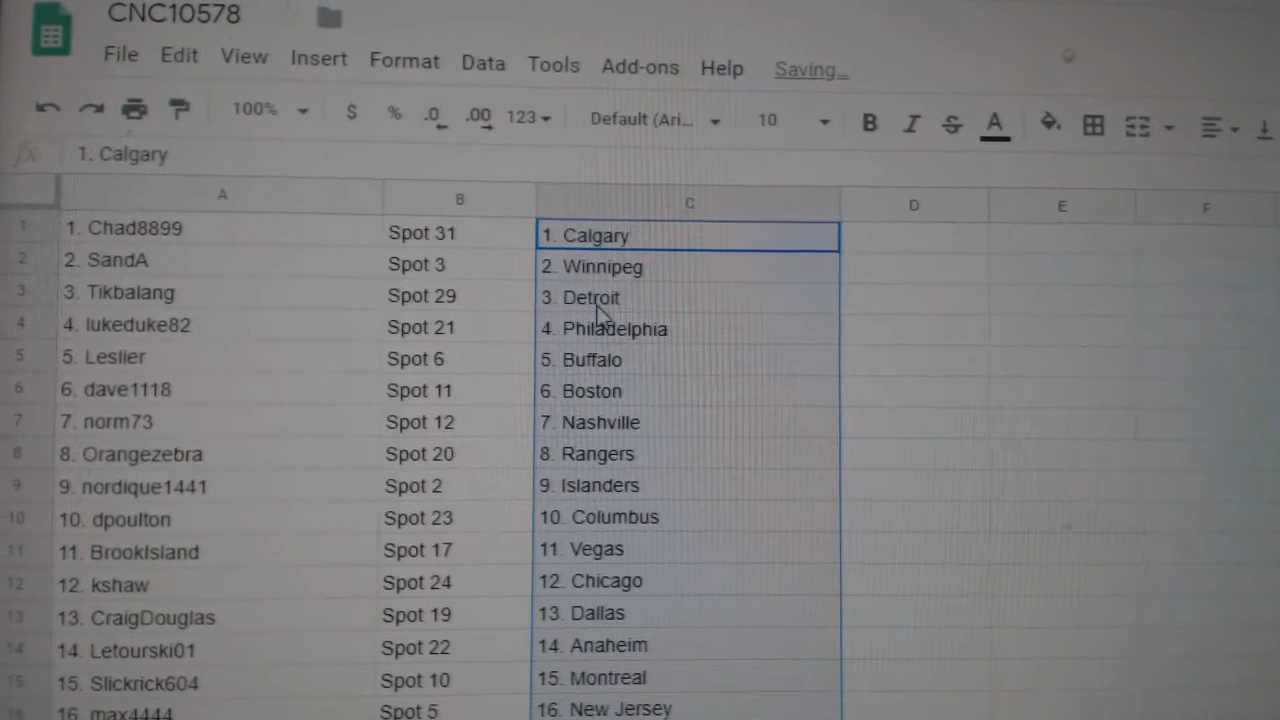 CNC10578
File Edit View Insert Format Data Tools Add-ons Help Saving...
100% $ % .0 .00 123 Default (Ari... 10 B I S A
fx 1. Calgary
A B C D E F
1 1. Chad8899 Spot 31 1. Calgary
2 2. SandA Spot 3 2. Winnipeg
3 3. Tikbalang Spot 29 3. Detroit
4 4. lukeduke82 Spot 21 4. Philadelphia
5 5. Leslier Spot 6 5. Buffalo
6 6. dave1118 Spot 11 6. Boston
7 7. norm73 Spot 12 7. Nashville
8 8. Orangezebra Spot 20 8. Rangers
9 9. nordique1441 Spot 2 9. Islanders
10 10. dpoulton Spot 23 10. Columbus
11 11. BrookIsland Spot 17 11. Vegas
12 12. kshaw Spot 24 12. Chicago
13 13. CraigDouglas Spot 19 13. Dallas
14 14. Letourski01 Spot 22 14. Anaheim
15 15. Slickrick604 Spot 10 15. Montreal
16 16. max4444 Spot 5 16. New Jersey